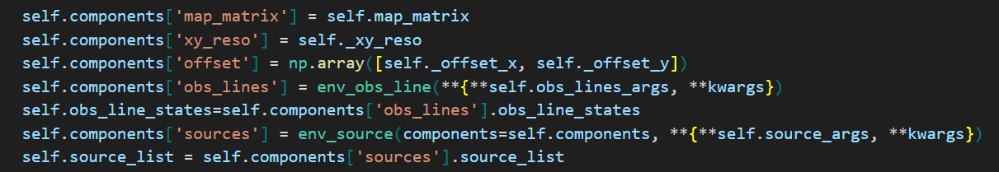 self.components['map_matrix'] = self.map_matrix
self.components['xy_reso'] = self._xy_reso
self.components['offset'] = np.array([self._offset_x, self._offset_y])
self.components['obs_lines'] = env_obs_line(**{**self.obs_lines_args, **kwargs})
self.obs_line_states=self.components['obs_lines'].obs_line_states
self.components['sources'] = env_source(components=self.components, **{**self.source_args, **kwargs})
self.source_list = self.components['sources'].source_list